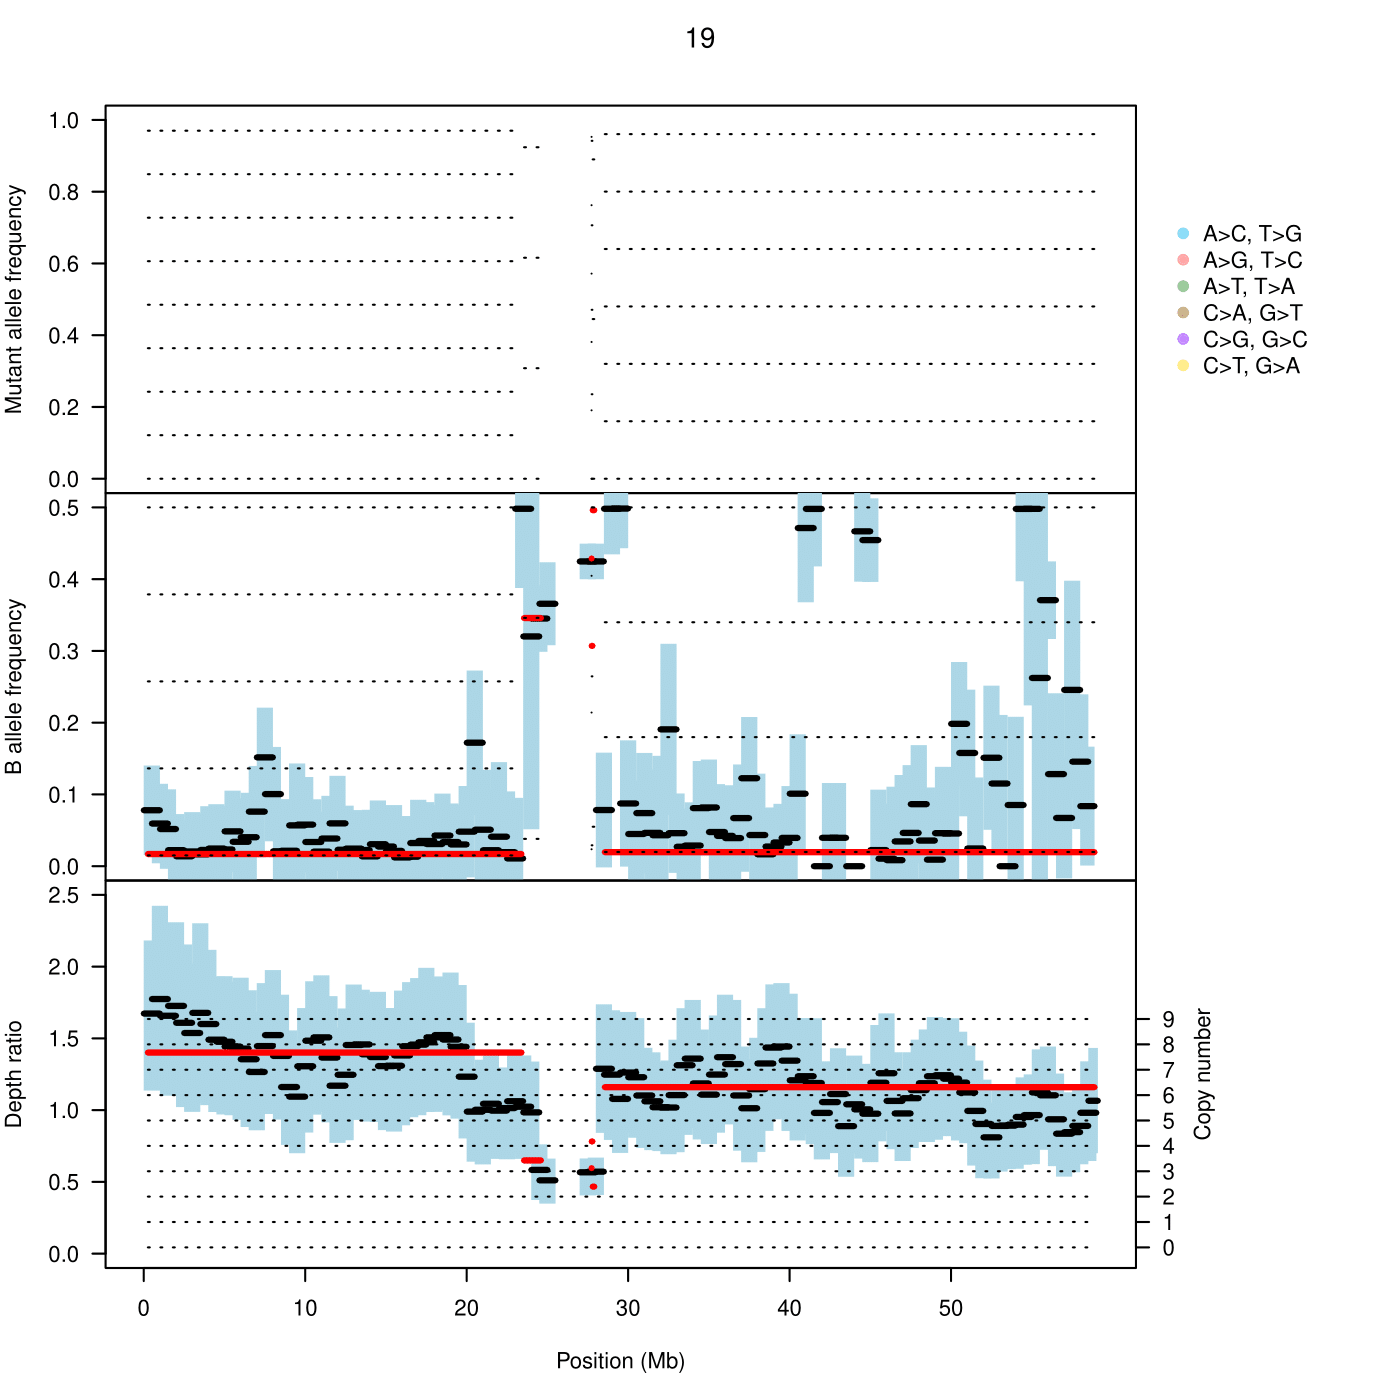 19
Mutant allele frequency
1.0
0.8
0.6
0.4
0.2
0.0
A>C, T>G
A>G, T>C
A>T, T>A
C>A, G>T
C>G, G>C
C>T, G>A
B allele frequency
0.5
0.4
0.3
0.2
0.1
0.0
Depth ratio
2.5
2.0
1.5
1.0
0.5
0.0
9
8
7
6
5
4
3
2
1
0
Copy number
0 10 20 30 40 50
Position (Mb)